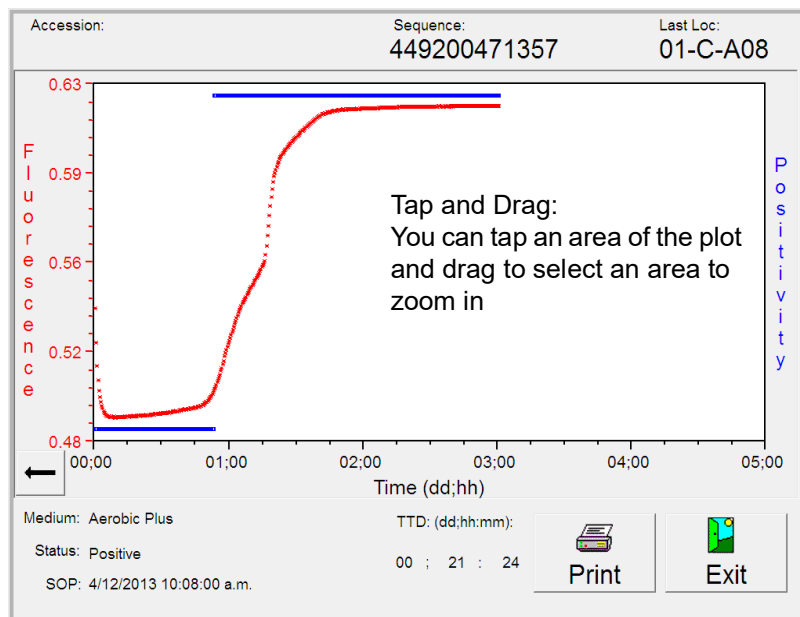 Accession:
Sequence:
Last Loc:
449200471357
01-C-A08
0.63
0.59
0.56
0.52
0.48
Fluorescence
Positivity
Tap and Drag:
You can tap an area of the plot
and drag to select an area to
zoom in
00;00
01;00
02;00
03;00
04;00
05;00
Time (dd;hh)
Medium: Aerobic Plus
Status: Positive
SOP: 4/12/2013 10:08:00 a.m.
TTD: (dd;hh:mm):
00 ; 21 : 24
Print
Exit